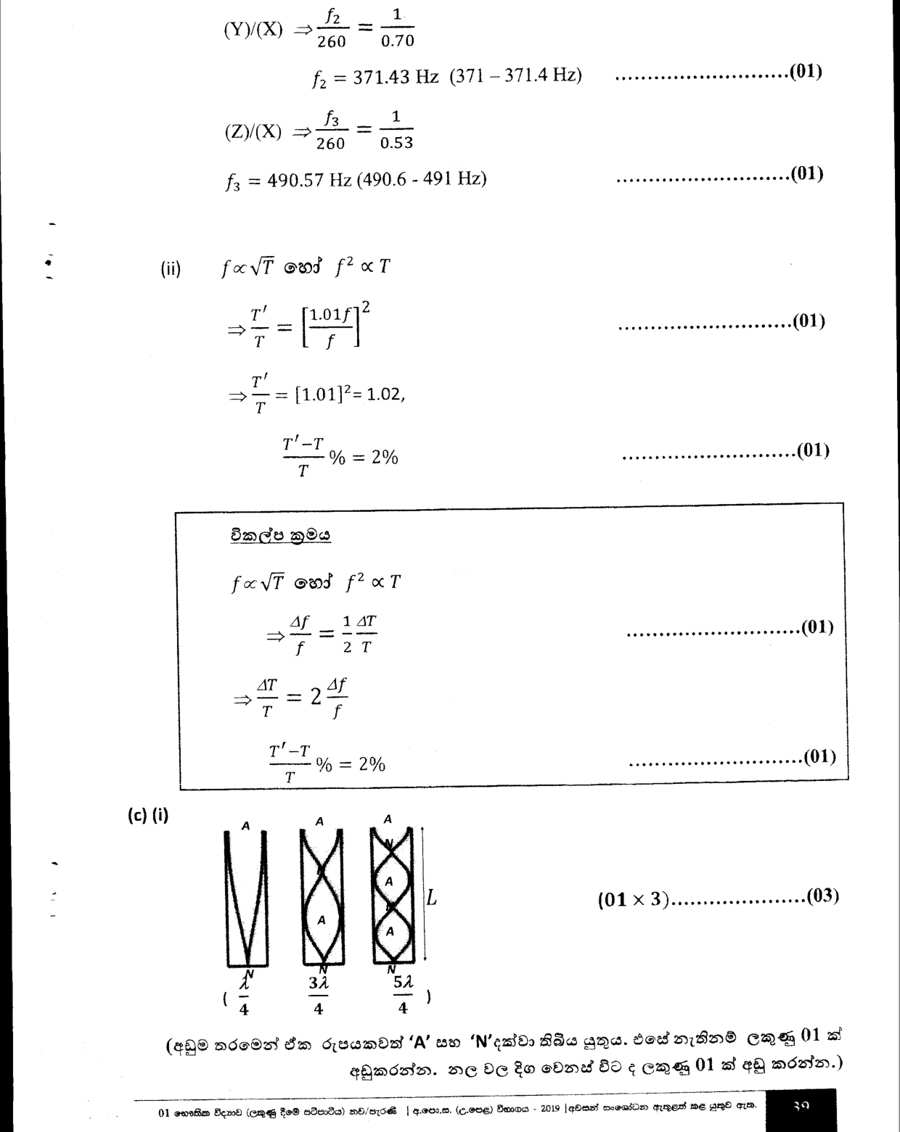 (Y)/(X) ⇒ f₂/260 = 1/0.70
f₂ = 371.43 Hz (371 – 371.4 Hz) ............................(01)
(Z)/(X) ⇒ f₃/260 = 1/0.53
f₃ = 490.57 Hz (490.6 - 491 Hz) ............................(01)
(ii) f ∝ √T හෝ f² ∝ T
⇒ T′/T = [1.01f/f]² ............................(01)
⇒ T′/T = [1.01]² = 1.02,
T′−T/T % = 2% ............................(01)
විකල්ප ක්‍රමය
f ∝ √T හෝ f² ∝ T
⇒ Δf/f = 1/2 ΔT/T ............................(01)
⇒ ΔT/T = 2 Δf/f
T′−T/T % = 2% ............................(01)
(c) (i)
A A A
N
A A
L
A
N N N
(01 × 3)......................(03)
( λ/4 3λ/4 5λ/4 )
(අඩුම තරමෙන් ඒක රූපයකවත් ‘A’ සහ ‘N’දක්වා තිබිය යුතුය. එසේ නැතිනම් ලකුණු 01 ක්
අඩුකරන්න. නල වල දිග වෙනස් විට ද ලකුණු 01 ක් අඩු කරන්න.)
01 භෞතික විද්‍යාව (ලකුණු දීමේ පටිපාටිය) නව/පැරණි | අ.පො.ස. (උ.පෙළ) විභාගය - 2019 | අවසන් සංශෝධන ඇතුළත් කළ යුතුව ඇත.